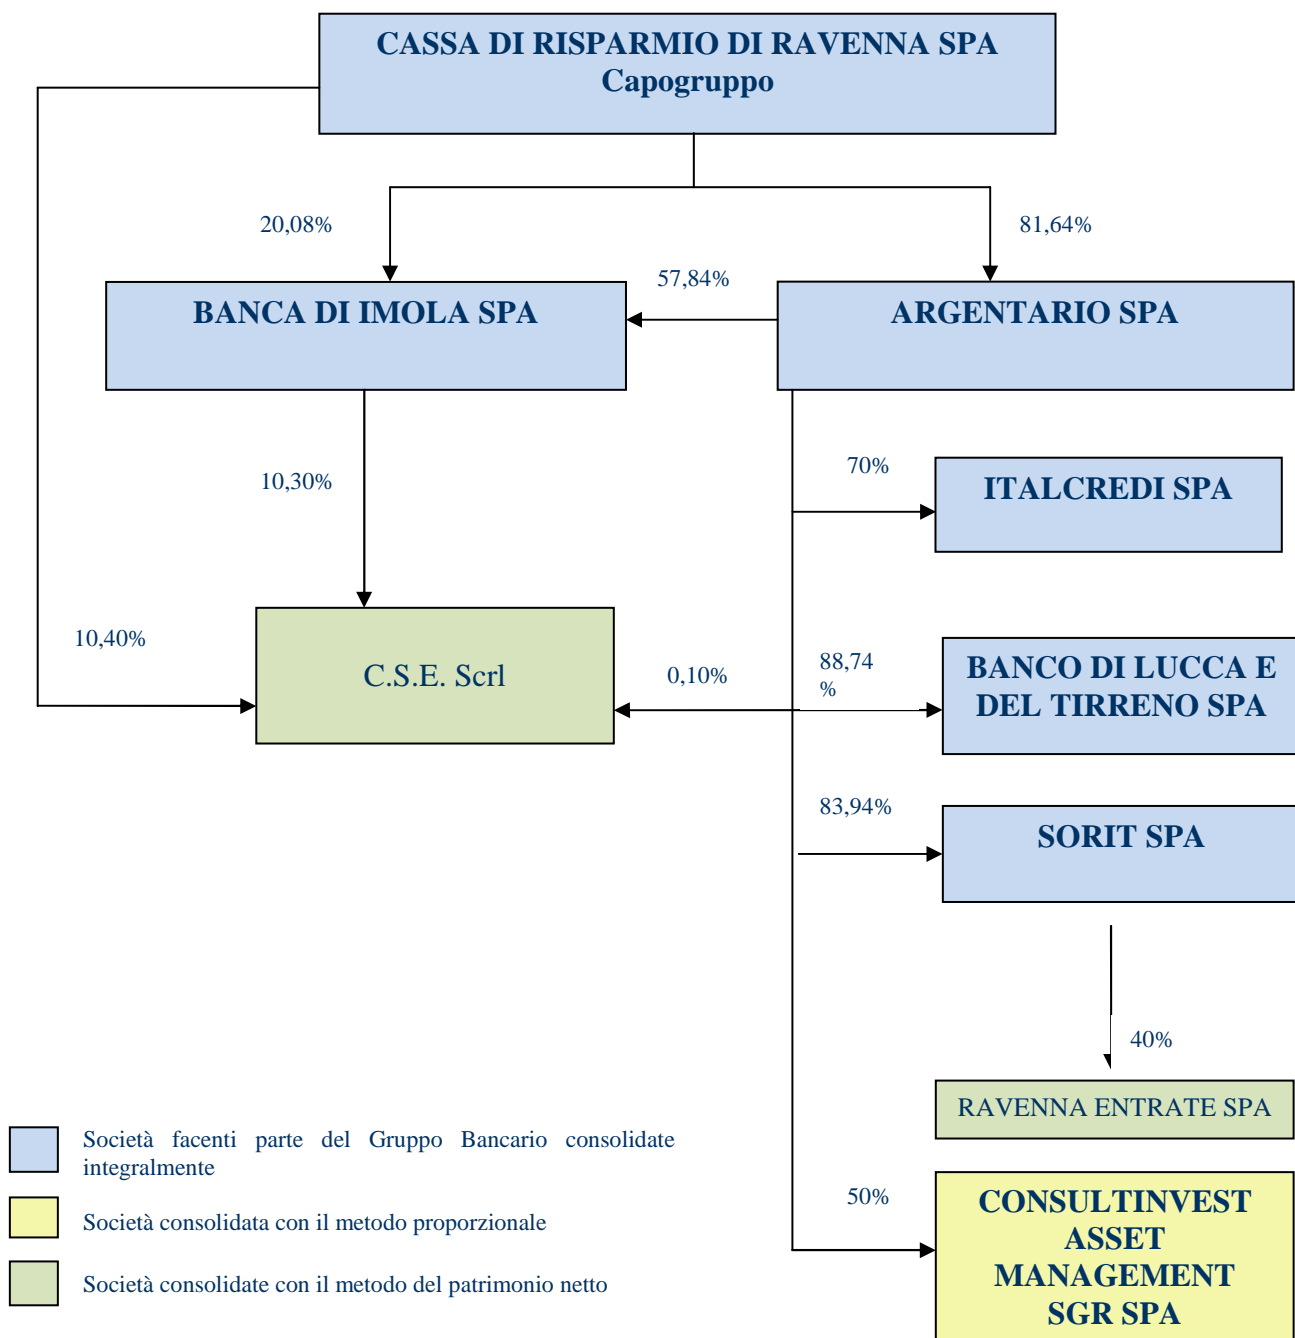 CASSA DI RISPARMIO DI RAVENNA SPA
Capogruppo
20,08%
81,64%
57,84%
BANCA DI IMOLA SPA
ARGENTARIO SPA
70%
10,30%
ITALCREDI SPA
10,40%
C.S.E. Scrl
0,10%
88,74
%
BANCO DI LUCCA E
DEL TIRRENO SPA
83,94%
SORIT SPA
40%
RAVENNA ENTRATE SPA
Società facenti parte del Gruppo Bancario consolidate
integralmente
50%
CONSULTINVEST
ASSET
MANAGEMENT
SGR SPA
Società consolidata con il metodo proporzionale
Società consolidate con il metodo del patrimonio netto